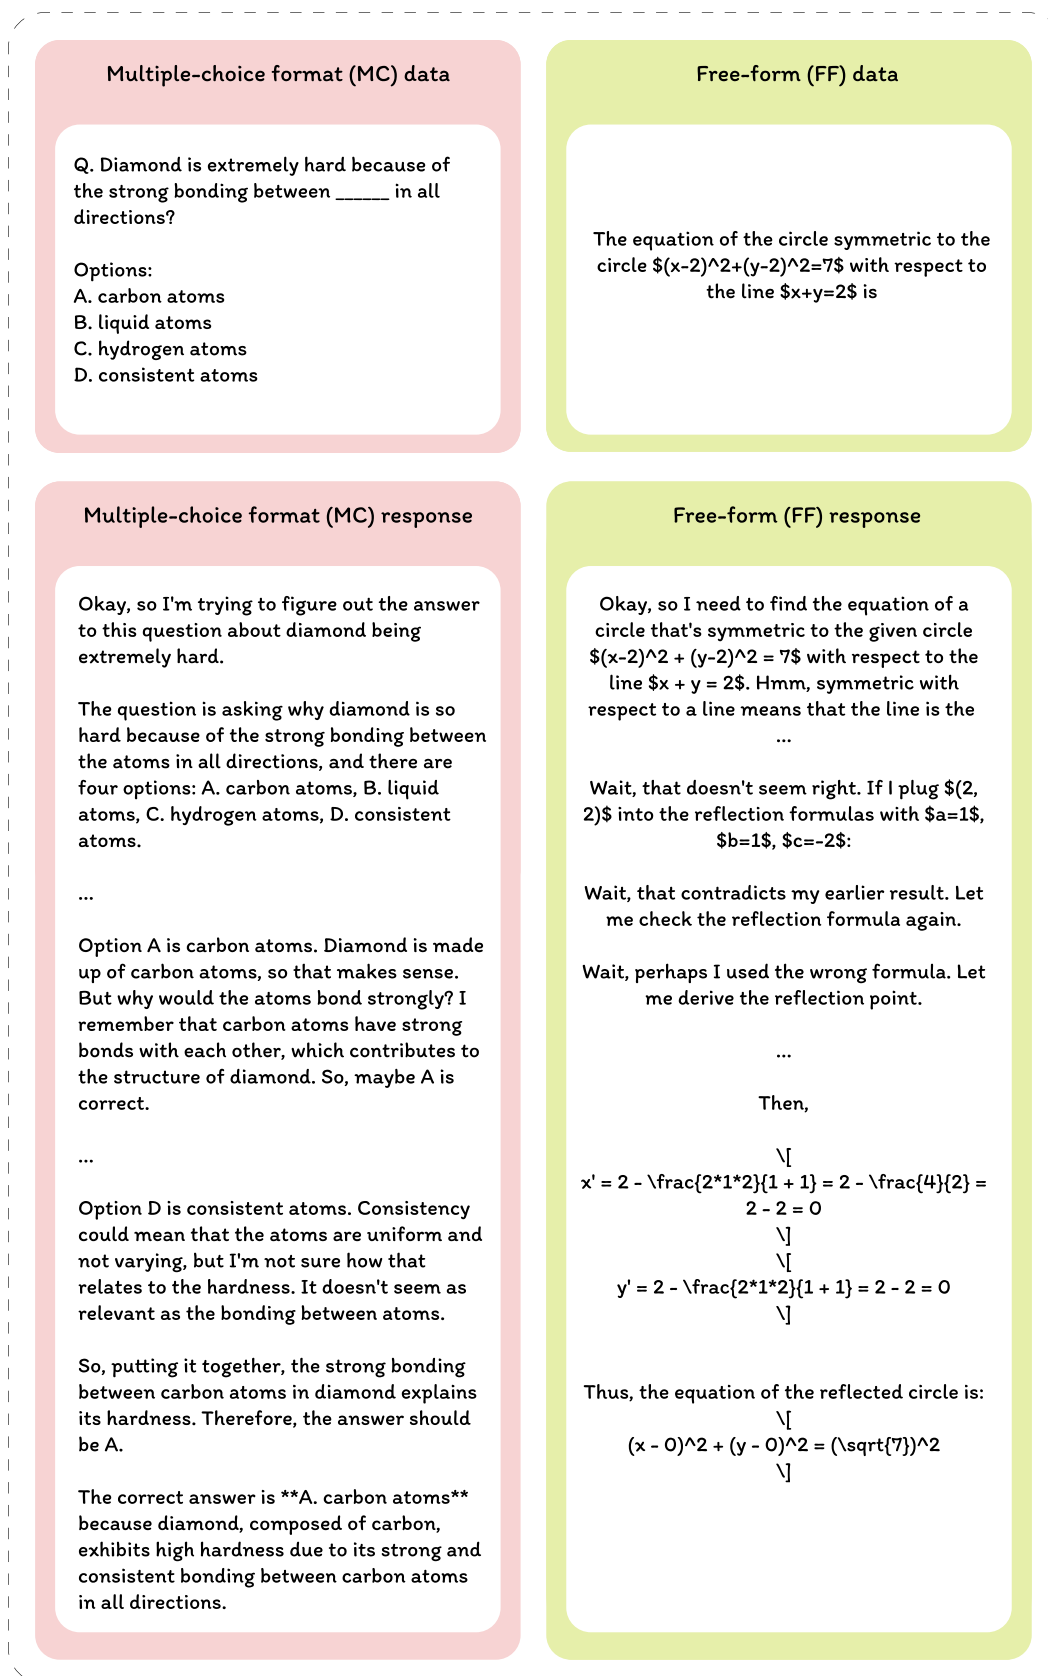 Multiple-choice format (MC) data
Q. Diamond is extremely hard because of
the strong bonding between ______ in all
directions?
Options:
A. carbon atoms
B. liquid atoms
C. hydrogen atoms
D. consistent atoms
Free-form (FF) data
The equation of the circle symmetric to the
circle $(x-2)^2+(y-2)^2=7$ with respect to
the line $x+y=2$ is
Multiple-choice format (MC) response
Okay, so I'm trying to figure out the answer
to this question about diamond being
extremely hard.
The question is asking why diamond is so
hard because of the strong bonding between
the atoms in all directions, and there are
four options: A. carbon atoms, B. liquid
atoms, C. hydrogen atoms, D. consistent
atoms.
...
Option A is carbon atoms. Diamond is made
up of carbon atoms, so that makes sense.
But why would the atoms bond strongly? I
remember that carbon atoms have strong
bonds with each other, which contributes to
the structure of diamond. So, maybe A is
correct.
...
Option D is consistent atoms. Consistency
could mean that the atoms are uniform and
not varying, but I'm not sure how that
relates to the hardness. It doesn't seem as
relevant as the bonding between atoms.
So, putting it together, the strong bonding
between carbon atoms in diamond explains
its hardness. Therefore, the answer should
be A.
The correct answer is **A. carbon atoms**
because diamond, composed of carbon,
exhibits high hardness due to its strong and
consistent bonding between carbon atoms
in all directions.
Free-form (FF) response
Okay, so I need to find the equation of a
circle that's symmetric to the given circle
$(x-2)^2 + (y-2)^2 = 7$ with respect to the
line $x + y = 2$. Hmm, symmetric with
respect to a line means that the line is the
...
Wait, that doesn't seem right. If I plug $(2,
2)$ into the reflection formulas with $a=1$,
$b=1$, $c=-2$:
Wait, that contradicts my earlier result. Let
me check the reflection formula again.
Wait, perhaps I used the wrong formula. Let
me derive the reflection point.
...
Then,
\[
x' = 2 - \frac{2*1*2}{1 + 1} = 2 - \frac{4}{2} =
2 - 2 = 0
\]
\[
y' = 2 - \frac{2*1*2}{1 + 1} = 2 - 2 = 0
\]
Thus, the equation of the reflected circle is:
\[
(x - 0)^2 + (y - 0)^2 = (\sqrt{7})^2
\]